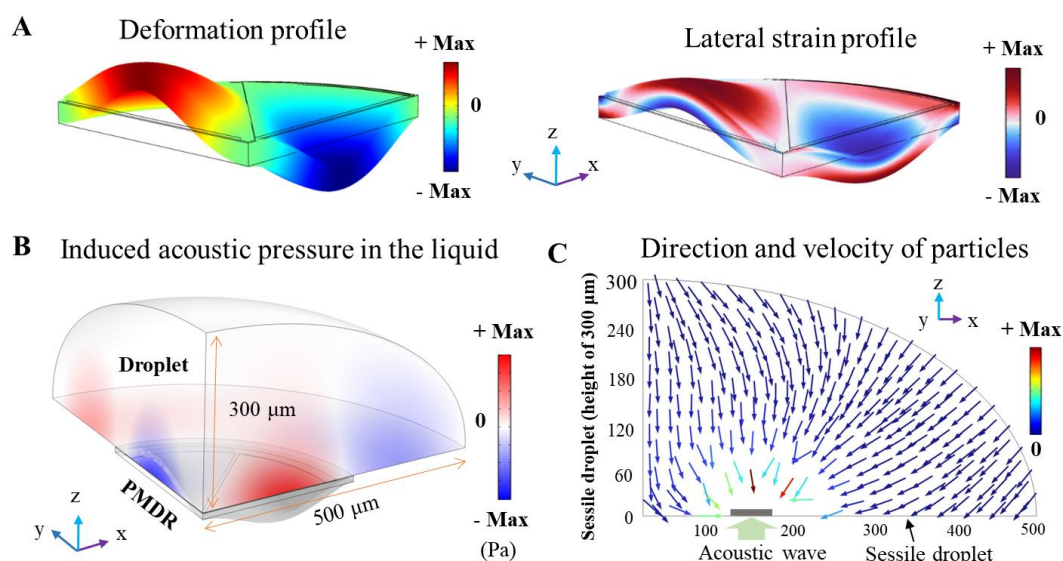 A
Deformation profile
+ Max
0
- Max
z
y
x
Lateral strain profile
+ Max
0
- Max
B
Induced acoustic pressure in the liquid
Droplet
300 μm
PMDR
500 μm
+ Max
0
- Max
(Pa)
z
y
x
C
Direction and velocity of particles
Sessile droplet (height of 300 μm)
300
240
180
120
60
0
100
200
300
400
500
z
y
x
+ Max
0
Acoustic wave
Sessile droplet